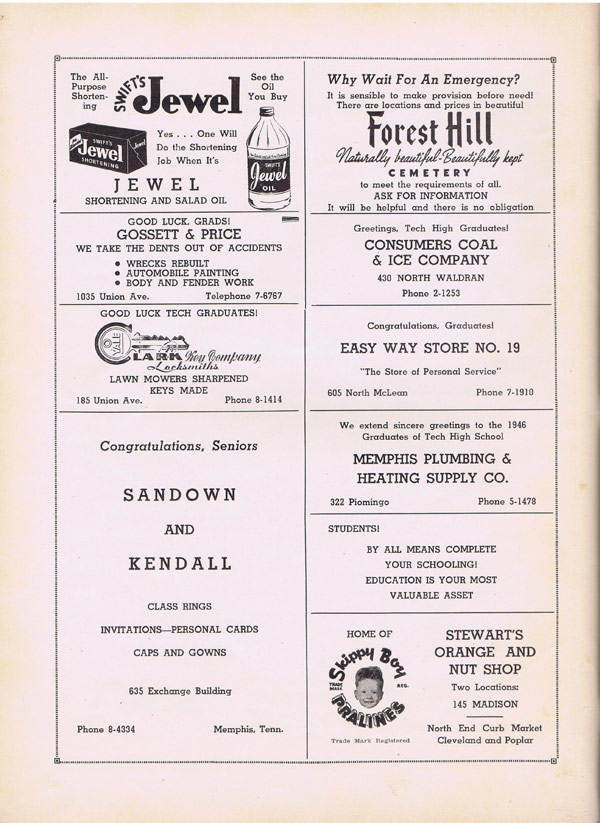 The All-
Purpose
Shorten-
ing
SWIFT'S
Jewel
See the
Oil
You Buy
SWIFT'S
Jewel
SHORTENING
Yes . . . One Will
Do the Shortening
Job When It's
SWIFT'S
Jewel
OIL
JEWEL
SHORTENING AND SALAD OIL
GOOD LUCK, GRADS!
GOSSETT & PRICE
WE TAKE THE DENTS OUT OF ACCIDENTS
● WRECKS REBUILT
● AUTOMOBILE PAINTING
● BODY AND FENDER WORK
1035 Union Ave. Telephone 7-6767
GOOD LUCK TECH GRADUATES!
YALE
CLARK Key Company
Locksmiths
LAWN MOWERS SHARPENED
KEYS MADE
185 Union Ave. Phone 8-1414
Congratulations, Seniors
SANDOWN
AND
KENDALL
CLASS RINGS
INVITATIONS—PERSONAL CARDS
CAPS AND GOWNS
635 Exchange Building
Phone 8-4334 Memphis, Tenn.
Why Wait For An Emergency?
It is sensible to make provision before need!
There are locations and prices in beautiful
Forest Hill
Naturally beautiful-Beautifully kept
CEMETERY
to meet the requirements of all.
ASK FOR INFORMATION
It will be helpful and there is no obligation
Greetings, Tech High Graduates!
CONSUMERS COAL
& ICE COMPANY
430 NORTH WALDRAN
Phone 2-1253
Congratulations, Graduates!
EASY WAY STORE NO. 19
"The Store of Personal Service"
605 North McLean Phone 7-1910
We extend sincere greetings to the 1946
Graduates of Tech High School
MEMPHIS PLUMBING &
HEATING SUPPLY CO.
322 Piomingo Phone 5-1478
STUDENTS!
BY ALL MEANS COMPLETE
YOUR SCHOOLING!
EDUCATION IS YOUR MOST
VALUABLE ASSET
HOME OF
Skippy Boy
TRADE
MARK
REG.
PRALINES
Trade Mark Registered
STEWART'S
ORANGE AND
NUT SHOP
Two Locations:
145 MADISON
North End Curb Market
Cleveland and Poplar